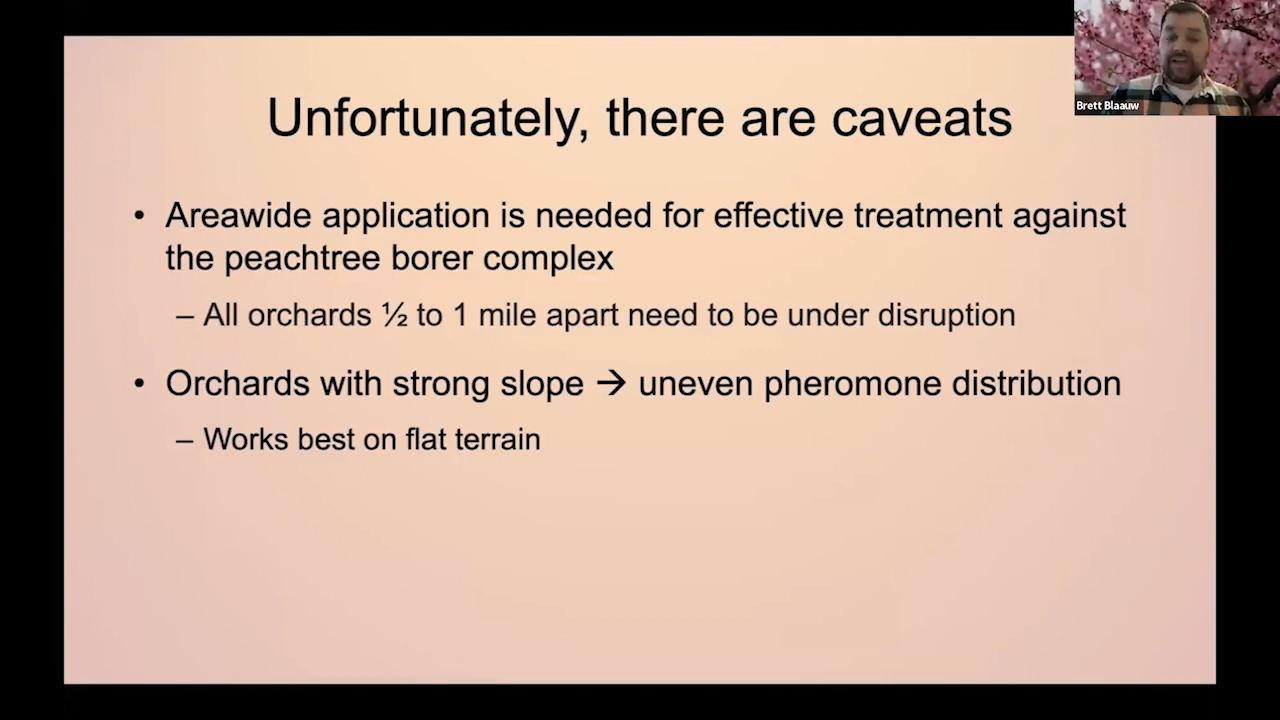 Unfortunately, there are caveats
Brett Blaauw
• Areawide application is needed for effective treatment against
the peachtree borer complex
– All orchards ½ to 1 mile apart need to be under disruption
• Orchards with strong slope → uneven pheromone distribution
– Works best on flat terrain